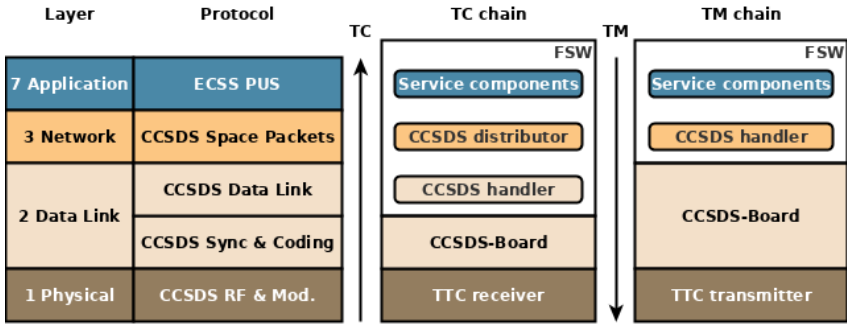 Layer
Protocol
TC
TC chain
TM
TM chain
FSW
FSW
7 Application
ECSS PUS
Service components
Service components
3 Network
CCSDS Space Packets
CCSDS distributor
CCSDS handler
2 Data Link
CCSDS Data Link
CCSDS handler
CCSDS Sync & Coding
CCSDS-Board
CCSDS-Board
1 Physical
CCSDS RF & Mod.
TTC receiver
TTC transmitter